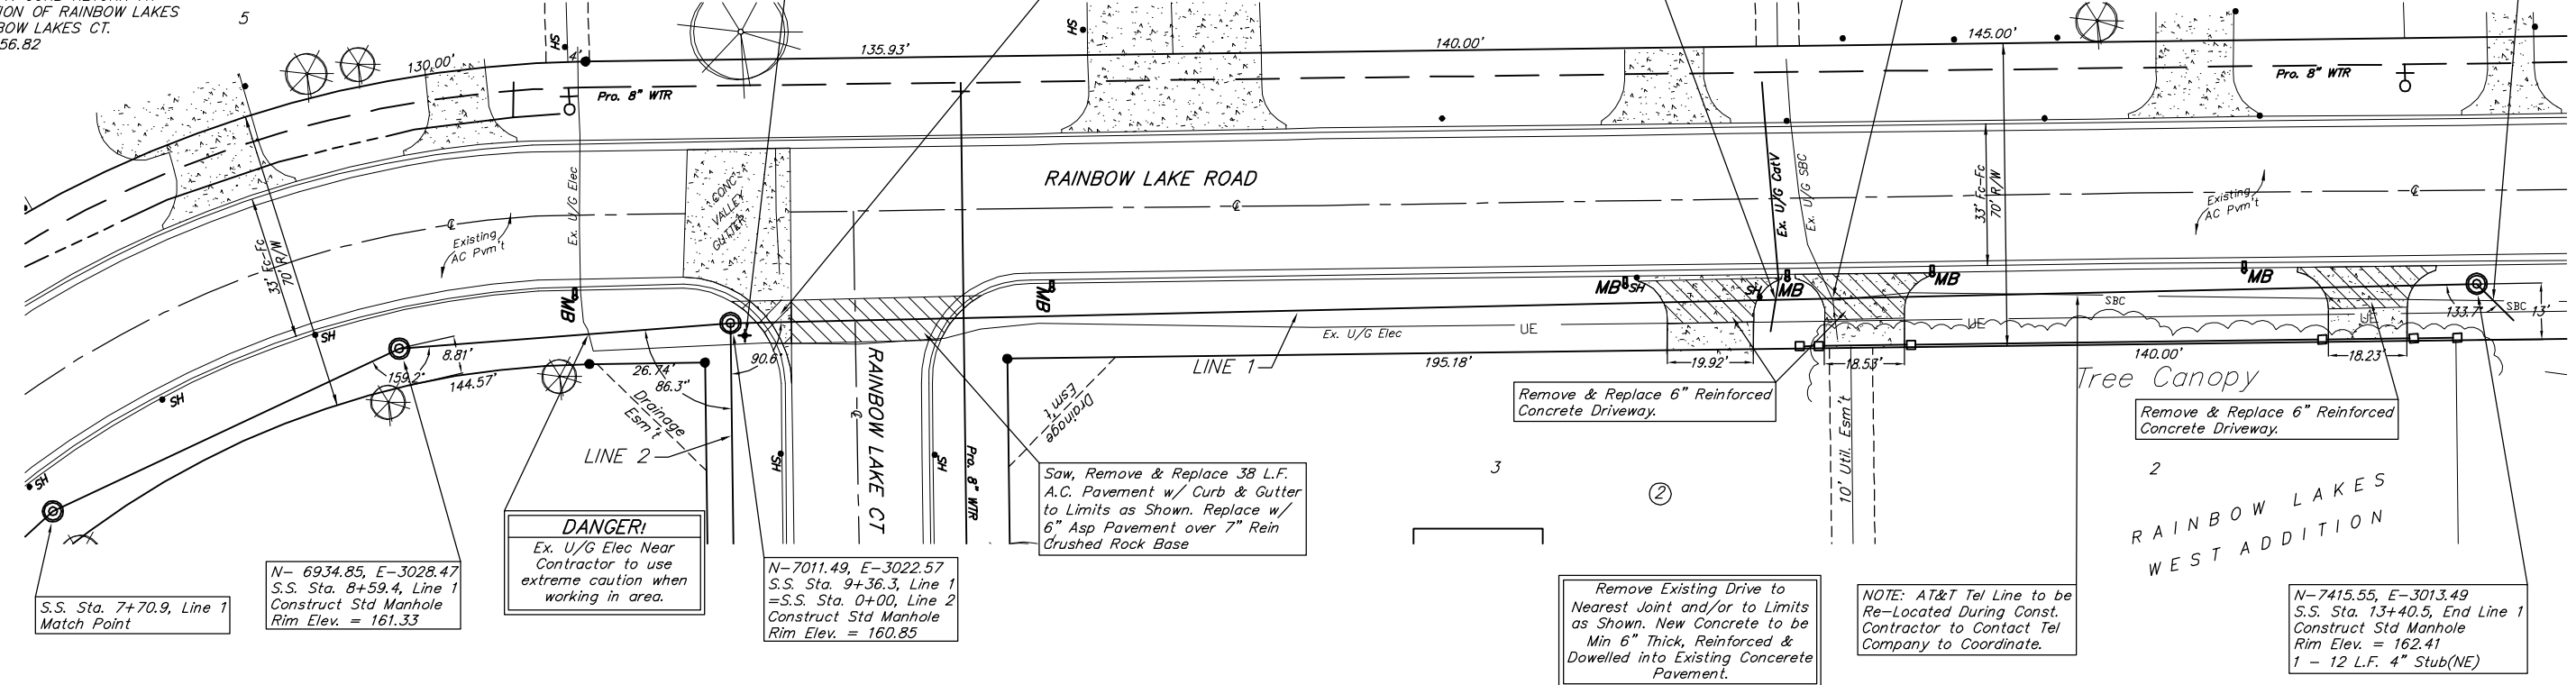 ION OF RAINBOW LAKES
BOW LAKES CT.
56.82
5
130.00'
SH
4'
135.93'
SH
140.00'
145.00'
Pro. 8" WTR
Pro. 8" WTR
CONC
VALLEY
GUTTER
RAINBOW LAKE ROAD
Ex. U/G Elec
Ex. U/G CatV
Ex. U/G SBC
33' Fc-Fc
70' R/W
Existing
AC Pvm't
Existing
AC Pvm't
33' Fc-Fc
70' R/W
MB
MB
MB
SH
SH
MB
MB
MB
SBC
SBC
133.7'
13'
SH
8.81'
159.2'
144.57'
26.74'
86.3'
90.6'
Ex. U/G Elec
UE
UE
UE
LINE 1
195.18'
19.92'
18.53'
140.00'
18.23'
SH
SH
Drainage
Esm't
Drainage
Esm't
LINE 2
SH
SH
RAINBOW LAKE CT
Pro. 8" WTR
Tree Canopy
10' Util. Esm't
Remove & Replace 6" Reinforced
Concrete Driveway.
Remove & Replace 6" Reinforced
Concrete Driveway.
3
2
2
Saw, Remove & Replace 38 L.F.
A.C. Pavement w/ Curb & Gutter
to Limits as Shown. Replace w/
6" Asp Pavement over 7" Rein
Crushed Rock Base
RAINBOW LAKES
WEST ADDITION
S.S. Sta. 7+70.9, Line 1
Match Point
N- 6934.85, E-3028.47
S.S. Sta. 8+59.4, Line 1
Construct Std Manhole
Rim Elev. = 161.33
DANGER!
Ex. U/G Elec Near
Contractor to use
extreme caution when
working in area.
N-7011.49, E-3022.57
S.S. Sta. 9+36.3, Line 1
=S.S. Sta. 0+00, Line 2
Construct Std Manhole
Rim Elev. = 160.85
Remove Existing Drive to
Nearest Joint and/or to Limits
as Shown. New Concrete to be
Min 6" Thick, Reinforced &
Dowelled into Existing Concerete
Pavement.
NOTE: AT&T Tel Line to be
Re-Located During Const.
Contractor to Contact Tel
Company to Coordinate.
N-7415.55, E-3013.49
S.S. Sta. 13+40.5, End Line 1
Construct Std Manhole
Rim Elev. = 162.41
1 - 12 L.F. 4" Stub(NE)